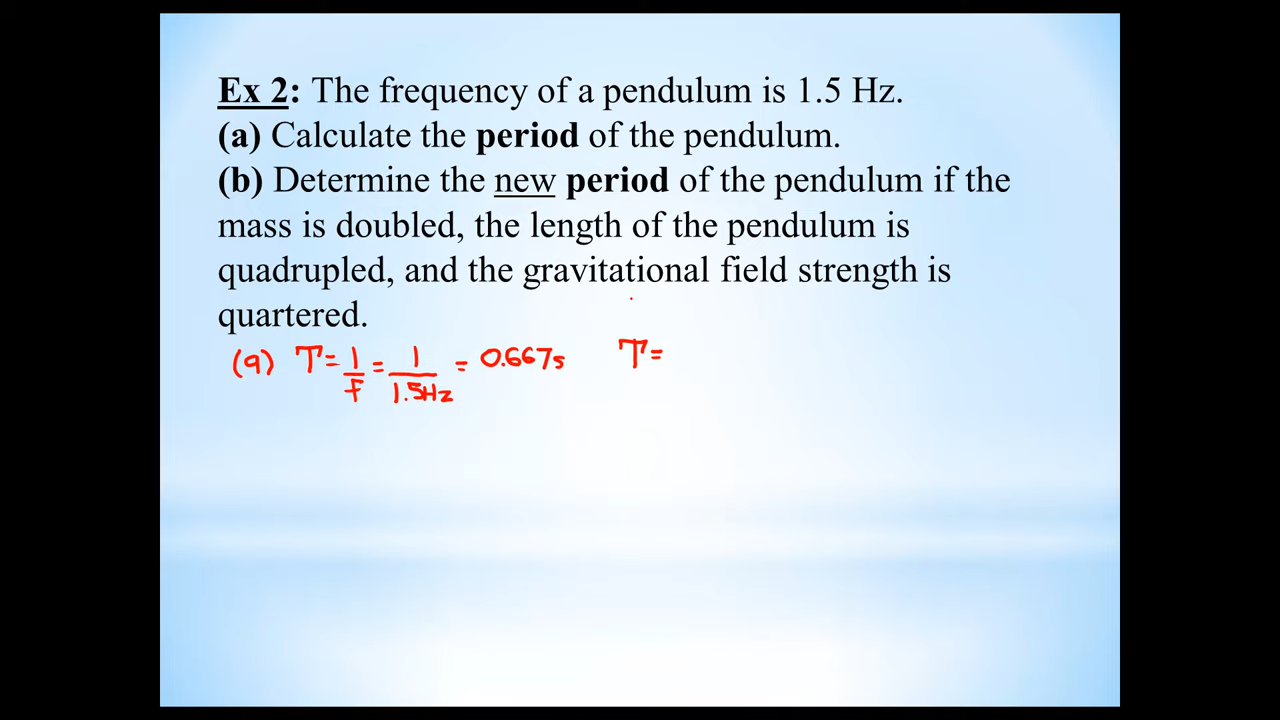 Ex 2: The frequency of a pendulum is 1.5 Hz.
(a) Calculate the period of the pendulum.
(b) Determine the new period of the pendulum if the
mass is doubled, the length of the pendulum is
quadrupled, and the gravitational field strength is
quartered.
(a) T = 1/f = 1/1.5Hz = 0.667s T =